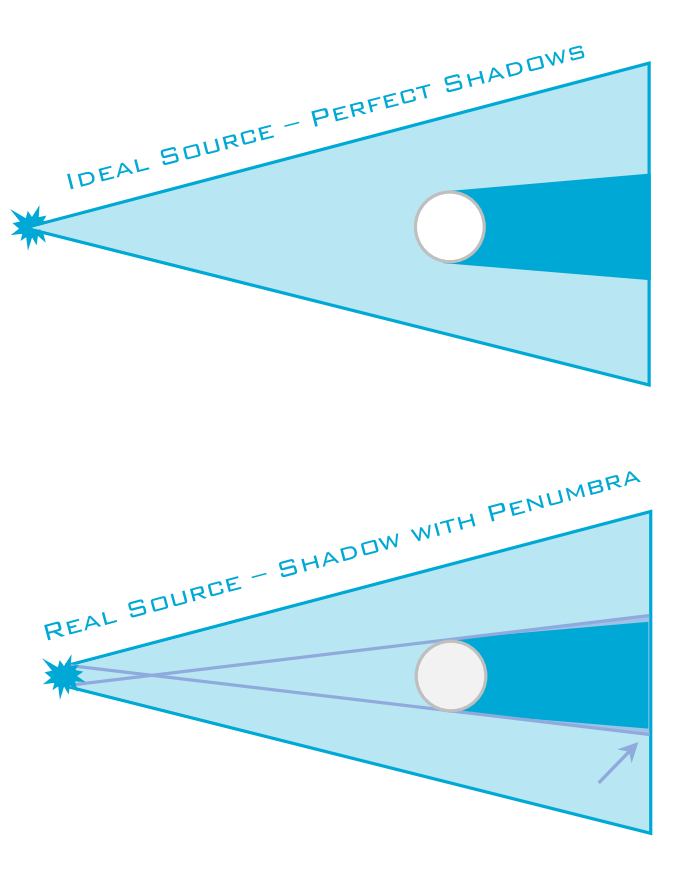 Ideal Source – Perfect Shadows
Real Source – Shadow with Penumbra